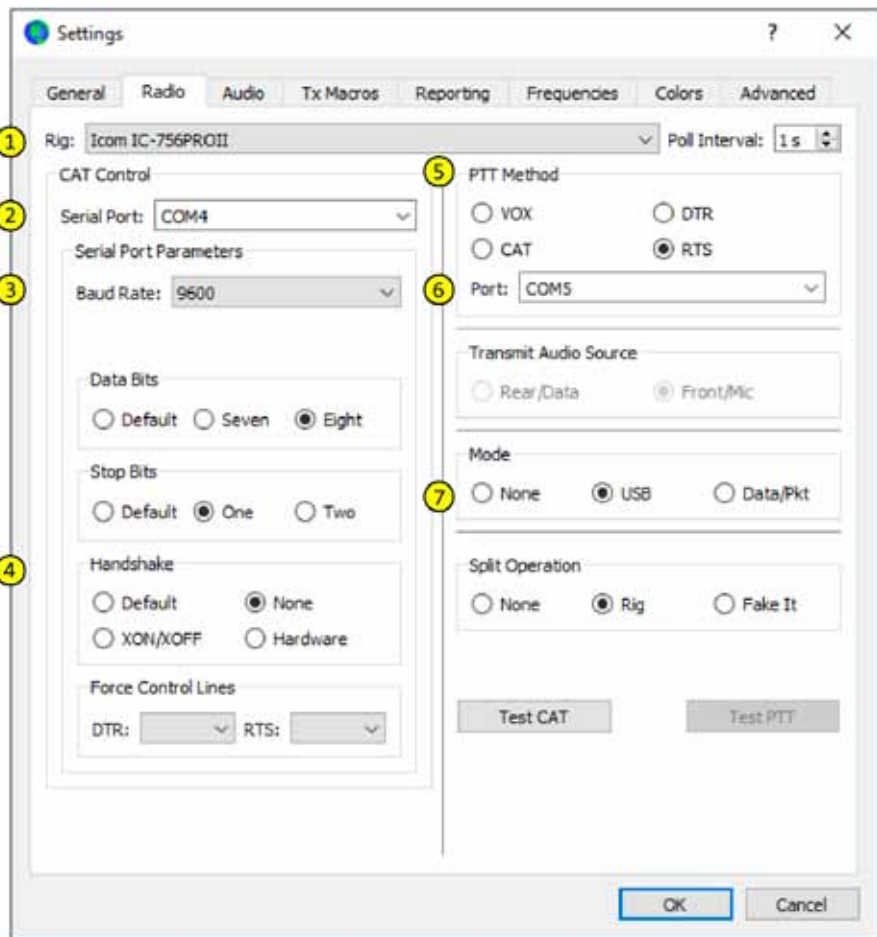 Settings ?
General Radio Audio Tx Macros Reporting Frequencies Colors Advanced
1 Rig: Icom IC-756PROII Poll Interval: 1 s
CAT Control
2 Serial Port: COM4
Serial Port Parameters
3 Baud Rate: 9600
Data Bits
Default Seven Eight
Stop Bits
Default One Two
4 Handshake
Default None
XON/XOFF Hardware
Force Control Lines
DTR: RTS:
5 PTT Method
VOX DTR
CAT RTS
6 Port: COM5
Transmit Audio Source
Rear/Data Front/Mic
Mode
7 None USB Data/Pkt
Split Operation
None Rig Fake It
Test CAT Test PTT
OK Cancel